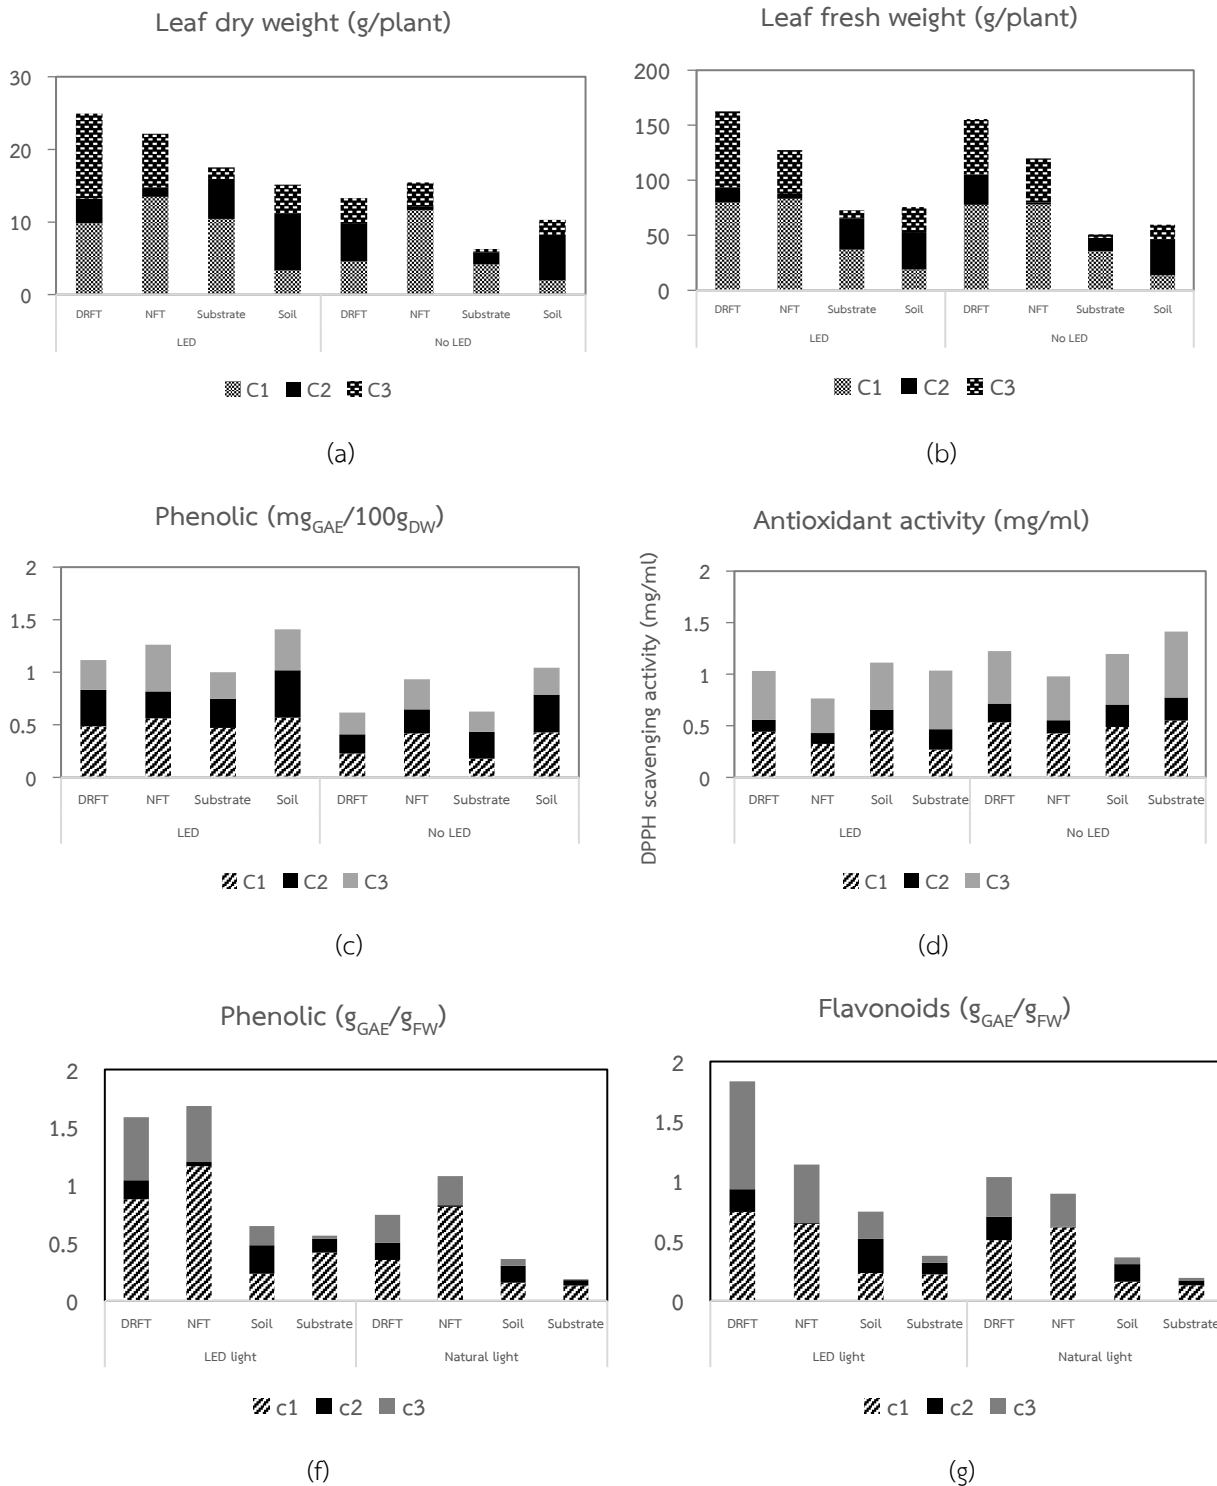 Leaf dry weight (g/plant)
30
20
10
0
DRFT NFT Substrate Soil DRFT NFT Substrate Soil
LED No LED
C1 C2 C3
(a)
Leaf fresh weight (g/plant)
200
150
100
50
0
DRFT NFT Substrate Soil DRFT NFT Substrate Soil
LED No LED
C1 C2 C3
(b)
Phenolic (mgGAE/100gDW)
2
1.5
1
0.5
0
DRFT NFT Substrate Soil DRFT NFT Substrate Soil
LED No LED
C1 C2 C3
(c)
Antioxidant activity (mg/ml)
DPPH scavenging activity (mg/ml)
2
1.5
1
0.5
0
DRFT NFT Soil Substrate DRFT NFT Soil Substrate
LED No LED
C1 C2 C3
(d)
Phenolic (gGAE/gFW)
2
1.5
1
0.5
0
DRFT NFT Soil Substrate DRFT NFT Soil Substrate
LED light Natural light
c1 c2 c3
(f)
Flavonoids (gGAE/gFW)
2
1.5
1
0.5
0
DRFT NFT Soil Substrate DRFT NFT Soil Substrate
LED light Natural light
c1 c2 c3
(g)